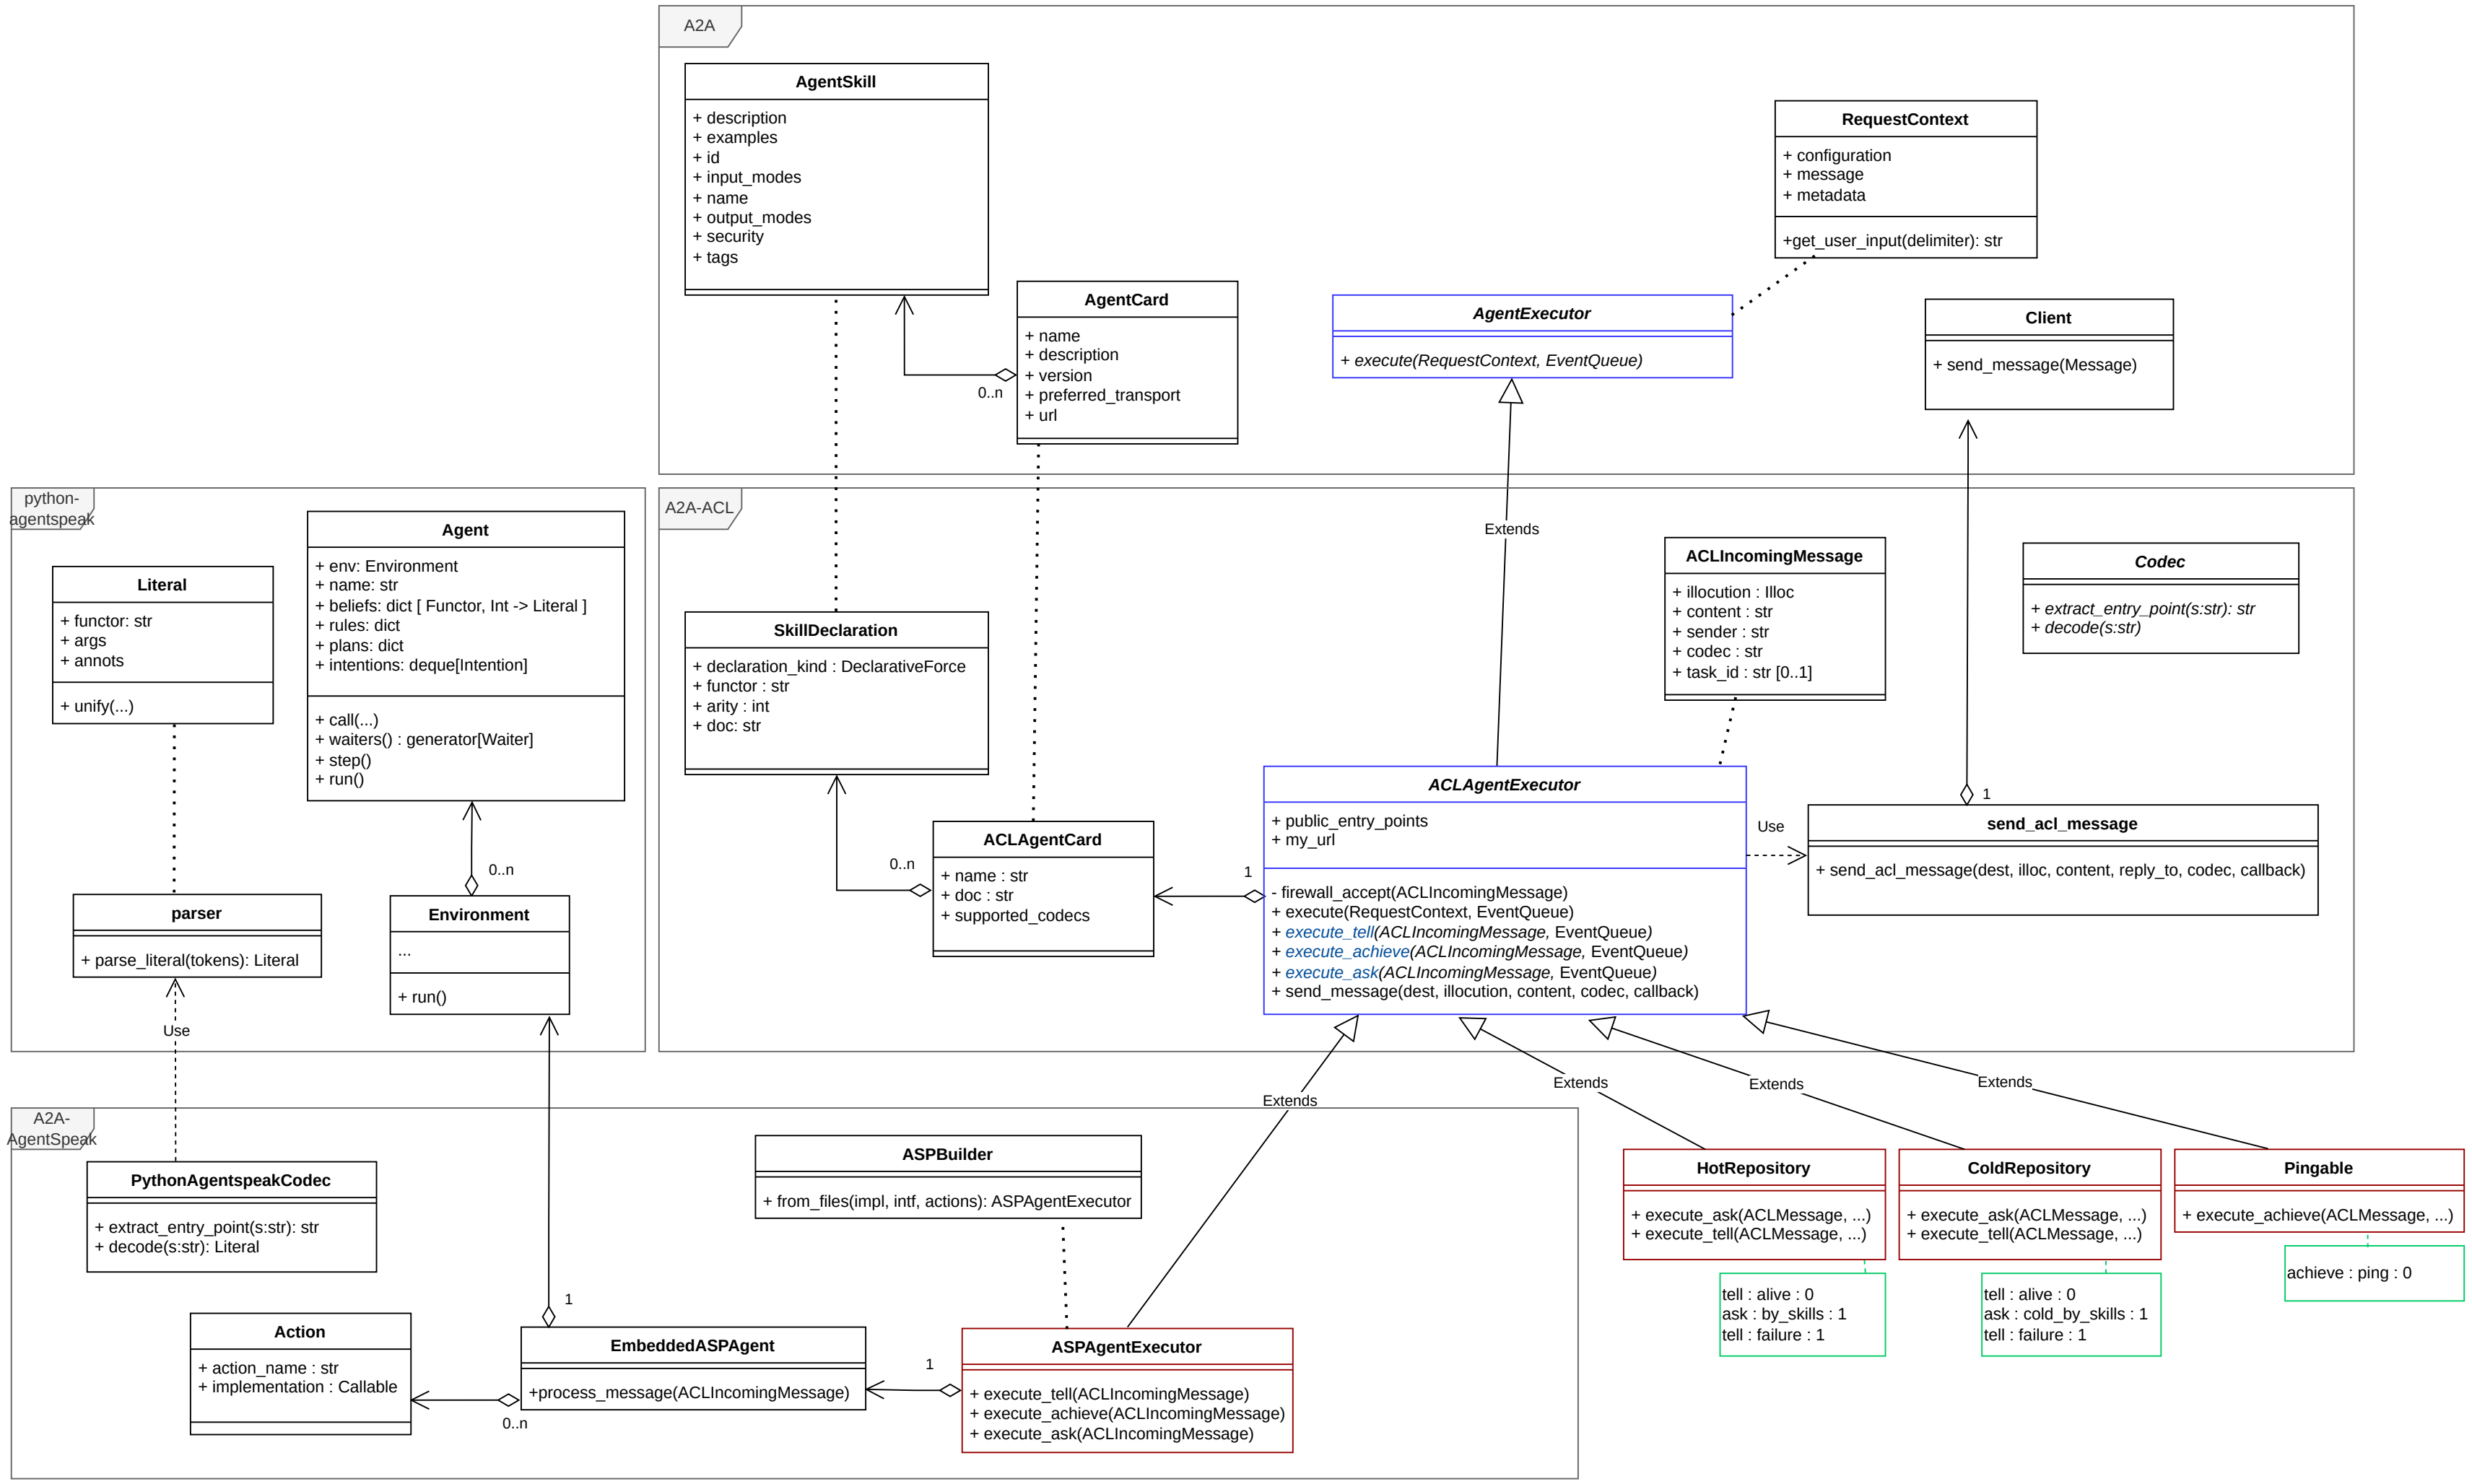 A2A
AgentSkill
+ description
+ examples
+ id
+ input_modes
+ name
+ output_modes
+ security
+ tags
AgentCard
+ name
+ description
+ version
+ preferred_transport
+ url
0..n
AgentExecutor
+ execute(RequestContext, EventQueue)
RequestContext
+ configuration
+ message
+ metadata
+get_user_input(delimiter): str
Client
+ send_message(Message)
python-
agentspeak
Literal
+ functor: str
+ args
+ annots
+ unify(...)
Agent
+ env: Environment
+ name: str
+ beliefs: dict [ Functor, Int -> Literal ]
+ rules: dict
+ plans: dict
+ intentions: deque[Intention]
+ call(...)
+ waiters() : generator[Waiter]
+ step()
+ run()
0..n
parser
+ parse_literal(tokens): Literal
Environment
...
+ run()
Use
A2A-ACL
Extends
SkillDeclaration
+ declaration_kind : DeclarativeForce
+ functor : str
+ arity : int
+ doc: str
0..n
ACLAgentCard
+ name : str
+ doc : str
+ supported_codecs
1
ACLIncomingMessage
+ illocution : Illoc
+ content : str
+ sender : str
+ codec : str
+ task_id : str [0..1]
Codec
+ extract_entry_point(s:str): str
+ decode(s:str)
ACLAgentExecutor
+ public_entry_points
+ my_url
- firewall_accept(ACLIncomingMessage)
+ execute(RequestContext, EventQueue)
+ execute_tell(ACLIncomingMessage, EventQueue)
+ execute_achieve(ACLIncomingMessage, EventQueue)
+ execute_ask(ACLIncomingMessage, EventQueue)
+ send_message(dest, illocution, content, codec, callback)
Use
1
send_acl_message
+ send_acl_message(dest, illoc, content, reply_to, codec, callback)
Extends
Extends
Extends
Extends
A2A-
AgentSpeak
PythonAgentspeakCodec
+ extract_entry_point(s:str): str
+ decode(s:str): Literal
ASPBuilder
+ from_files(impl, intf, actions): ASPAgentExecutor
Action
+ action_name : str
+ implementation : Callable
0..n
1
EmbeddedASPAgent
+process_message(ACLIncomingMessage)
1
ASPAgentExecutor
+ execute_tell(ACLIncomingMessage)
+ execute_achieve(ACLIncomingMessage)
+ execute_ask(ACLIncomingMessage)
HotRepository
+ execute_ask(ACLMessage, ...)
+ execute_tell(ACLMessage, ...)
tell : alive : 0
ask : by_skills : 1
tell : failure : 1
ColdRepository
+ execute_ask(ACLMessage, ...)
+ execute_tell(ACLMessage, ...)
tell : alive : 0
ask : cold_by_skills : 1
tell : failure : 1
Pingable
+ execute_achieve(ACLMessage, ...)
achieve : ping : 0